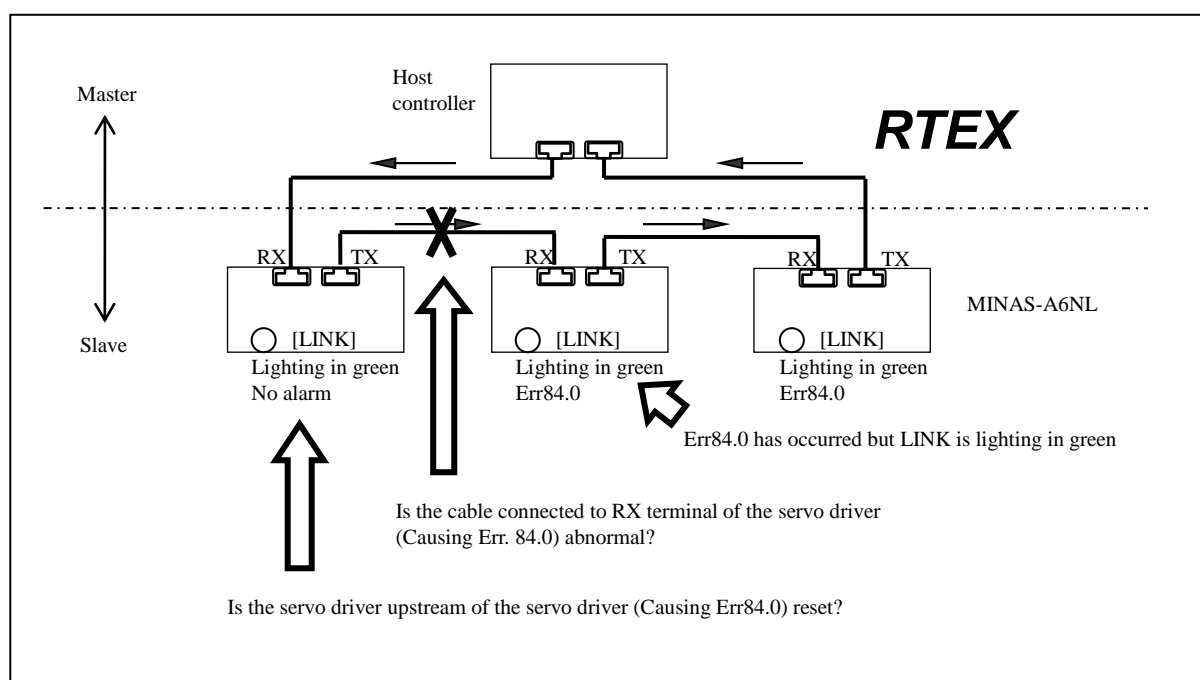 Host
controller
Master
RTEX
RX TX RX TX RX TX
MINAS-A6NL
Slave
[LINK] [LINK] [LINK]
Lighting in green Lighting in green Lighting in green
No alarm Err84.0 Err84.0
Err84.0 has occurred but LINK is lighting in green
Is the cable connected to RX terminal of the servo driver
(Causing Err. 84.0) abnormal?
Is the servo driver upstream of the servo driver (Causing Err84.0) reset?